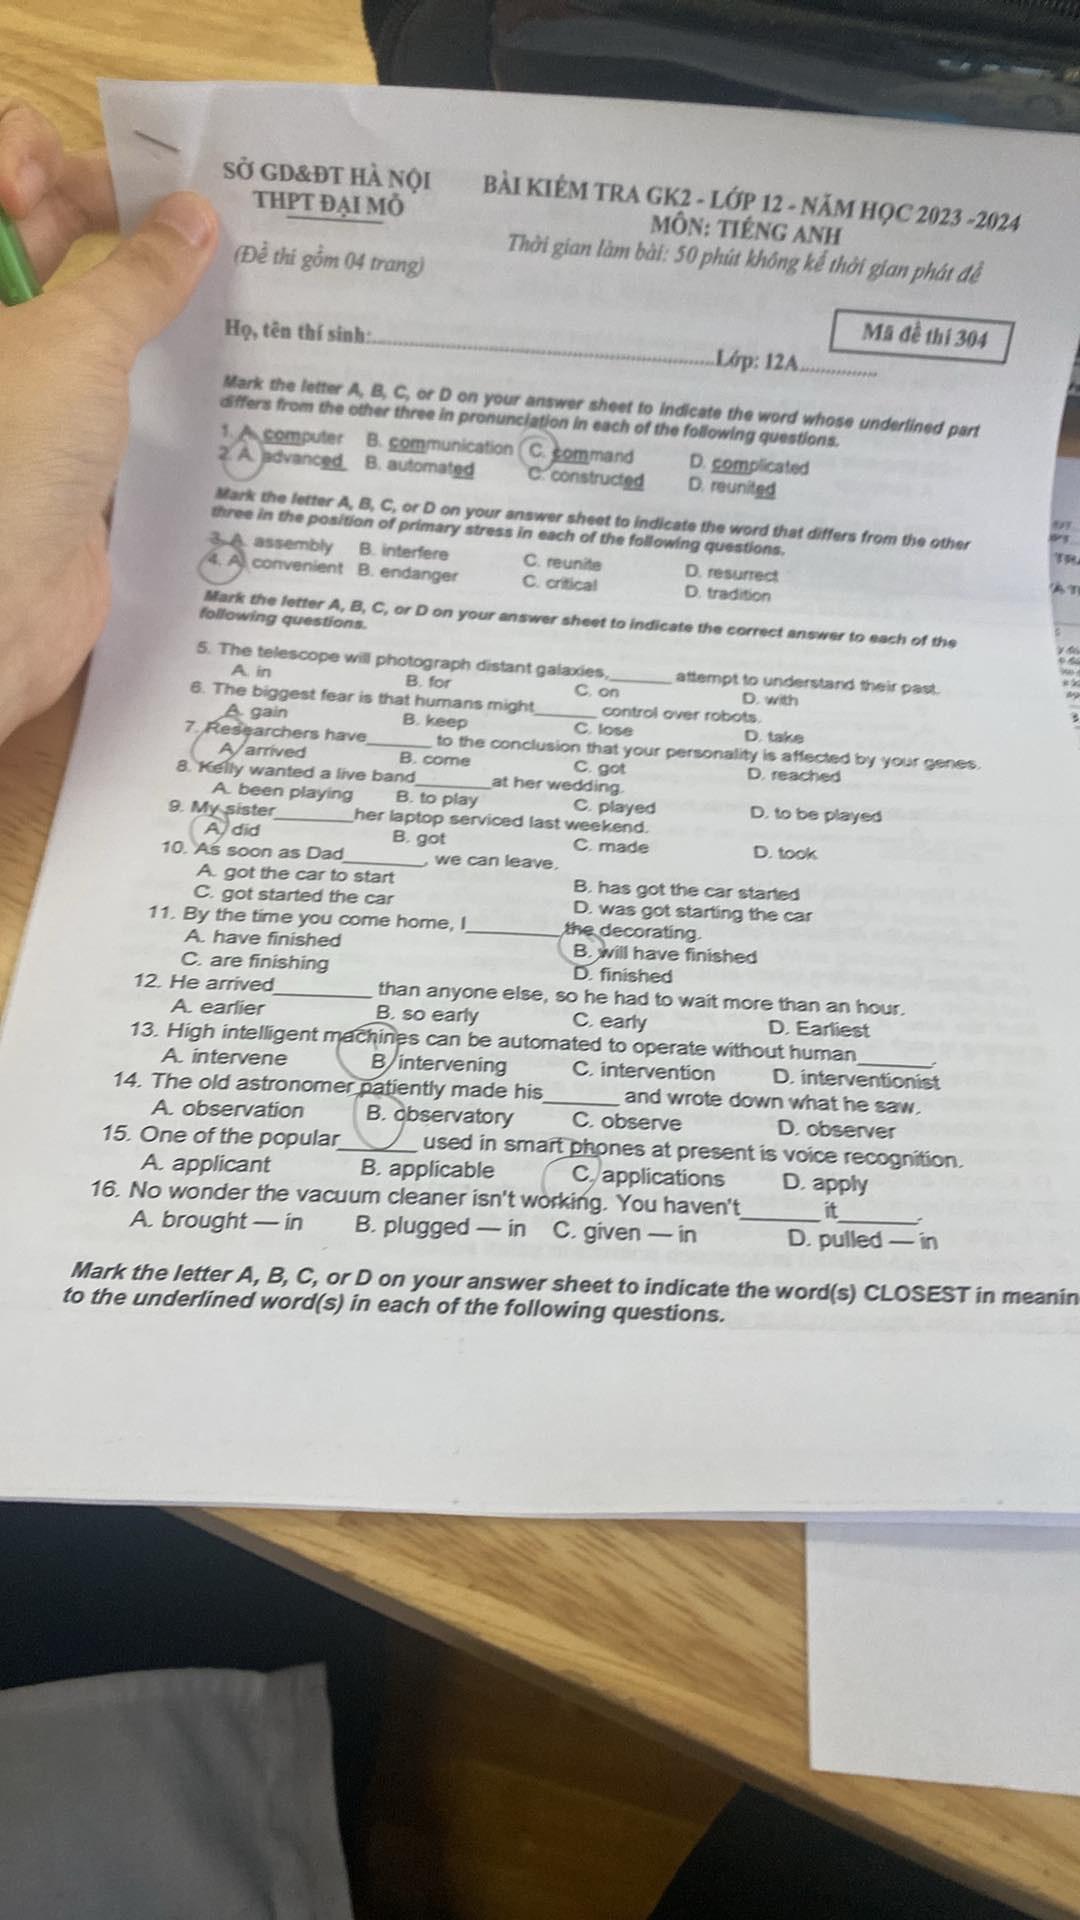 SỞ GD&ĐT HÀ NỘI
THPT ĐẠI MỖ
(Đề thi gồm 04 trang)
BÀI KIỂM TRA GK2 - LỚP 12 - NĂM HỌC 2023 -2024
MÔN: TIẾNG ANH
Thời gian làm bài: 50 phút không kể thời gian phát đề
Mã đề thi 304
Họ, tên thí sinh:..........................................................Lớp: 12A...............
Mark the letter A, B, C, or D on your answer sheet to indicate the word whose underlined part
differs from the other three in pronunciation in each of the following questions.
1. A. computer B. communication C. command D. complicated
2. A. advanced B. automated C. constructed D. reunited
Mark the letter A, B, C, or D on your answer sheet to indicate the word that differs from the other
three in the position of primary stress in each of the following questions.
3. A. assembly B. interfere C. reunite D. resurrect
4. A. convenient B. endanger C. critical D. tradition
Mark the letter A, B, C, or D on your answer sheet to indicate the correct answer to each of the
following questions.
5. The telescope will photograph distant galaxies,_______ attempt to understand their past.
A. in B. for C. on D. with
6. The biggest fear is that humans might_______ control over robots.
A. gain B. keep C. lose D. take
7. Researchers have_______ to the conclusion that your personality is affected by your genes.
A. arrived B. come C. got D. reached
8. Kelly wanted a live band_______at her wedding.
A. been playing B. to play C. played D. to be played
9. My sister________her laptop serviced last weekend.
A. did B. got C. made D. took
10. As soon as Dad________, we can leave.
A. got the car to start B. has got the car started
C. got started the car D. was got starting the car
11. By the time you come home, I_________the decorating.
A. have finished B. will have finished
C. are finishing D. finished
12. He arrived_________ than anyone else, so he had to wait more than an hour.
A. earlier B. so early C. early D. Earliest
13. High intelligent machines can be automated to operate without human_______.
A. intervene B. intervening C. intervention D. interventionist
14. The old astronomer patiently made his_______ and wrote down what he saw.
A. observation B. observatory C. observe D. observer
15. One of the popular_______ used in smart phones at present is voice recognition.
A. applicant B. applicable C. applications D. apply
16. No wonder the vacuum cleaner isn't working. You haven't_______it_______.
A. brought — in B. plugged — in C. given — in D. pulled — in
Mark the letter A, B, C, or D on your answer sheet to indicate the word(s) CLOSEST in meanin
to the underlined word(s) in each of the following questions.